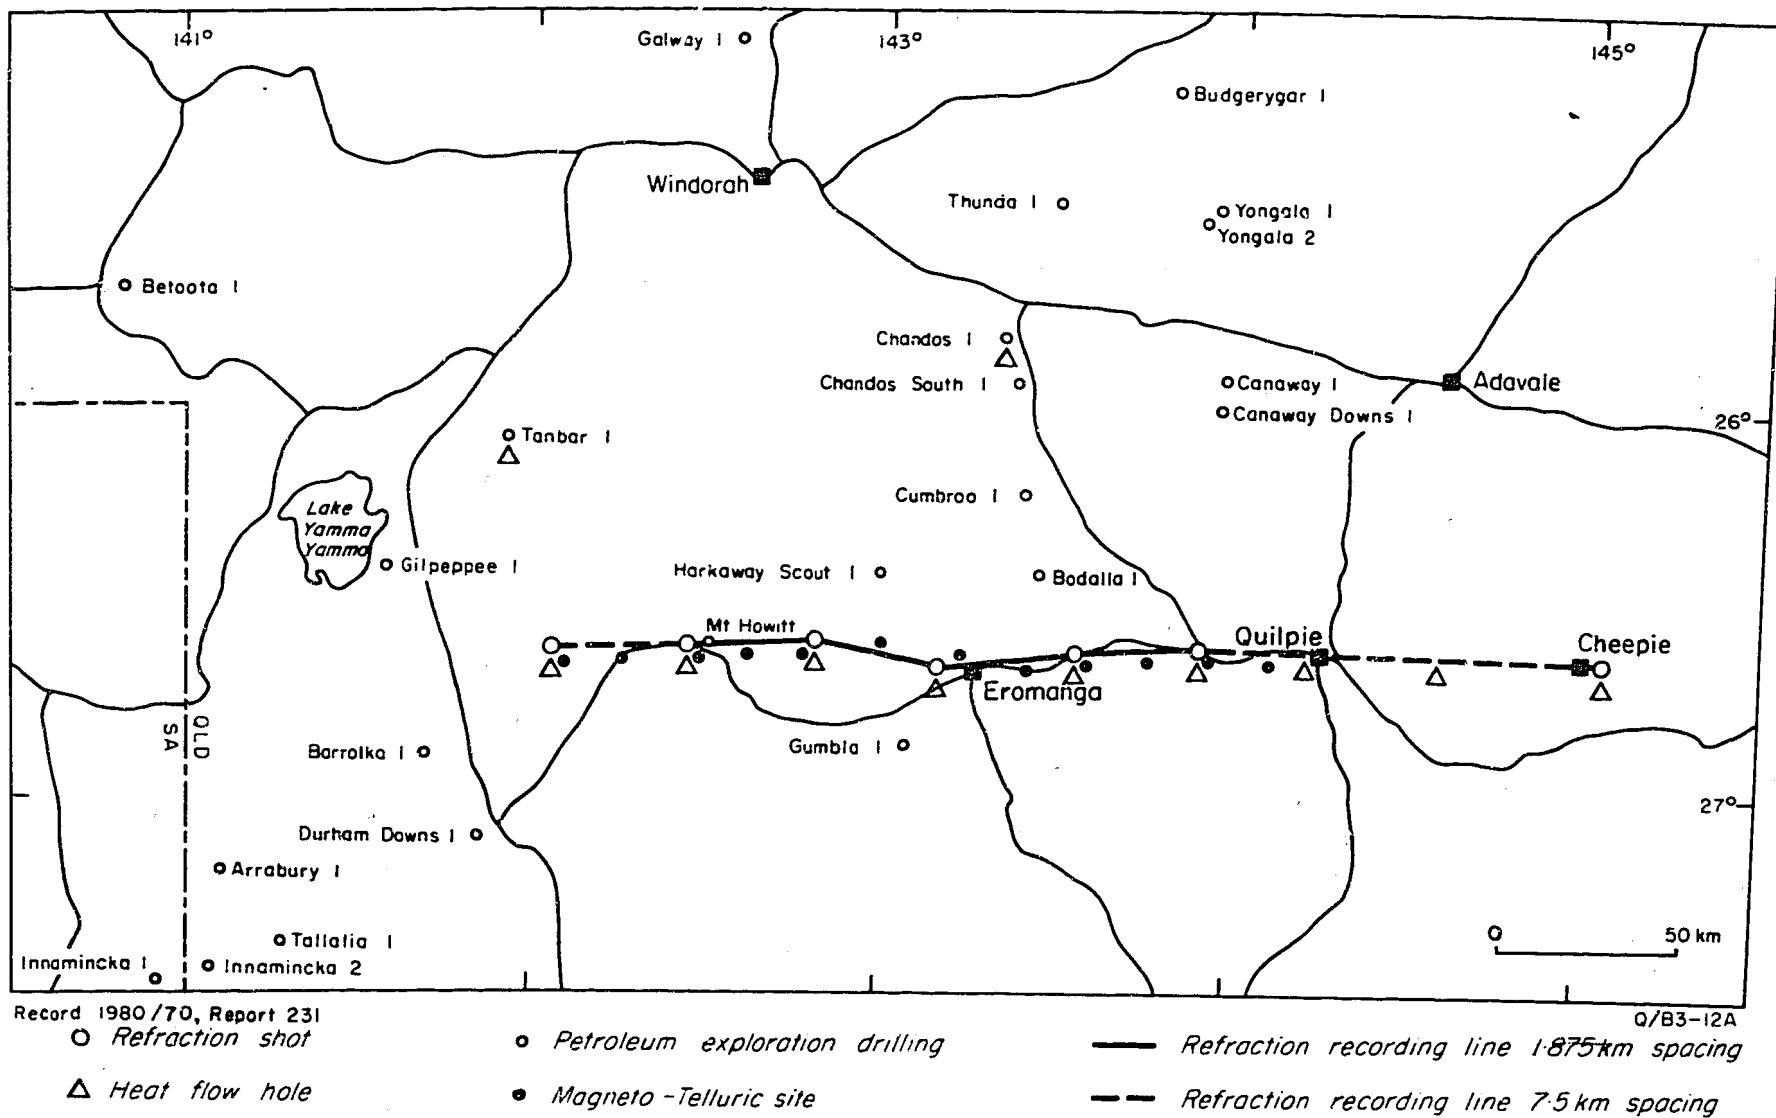 141°
143°
145°
Galway 1
Budgerygar 1
Windorah
Thunda 1
Yongala 1
Yongala 2
Betoota 1
Chandos 1
Chandos South 1
Canaway 1
Adavale
Canaway Downs 1
26°
Tanbar 1
Cumbroo 1
Lake
Yamma
Yamma
Gilpeppee 1
Harkaway Scout 1
Bodalla 1
Mt Howitt
Quilpie
Cheepie
Eromanga
QLD
SA
Barrolka 1
Gumbla 1
27°
Durham Downs 1
Arrabury 1
Tallalia 1
Innamincka 1
Innamincka 2
0 50 km
Record 1980/70, Report 231
Q/B3-12A
Refraction shot
Petroleum exploration drilling
Refraction recording line 1·875km spacing
Heat flow hole
Magneto-Telluric site
Refraction recording line 7·5km spacing